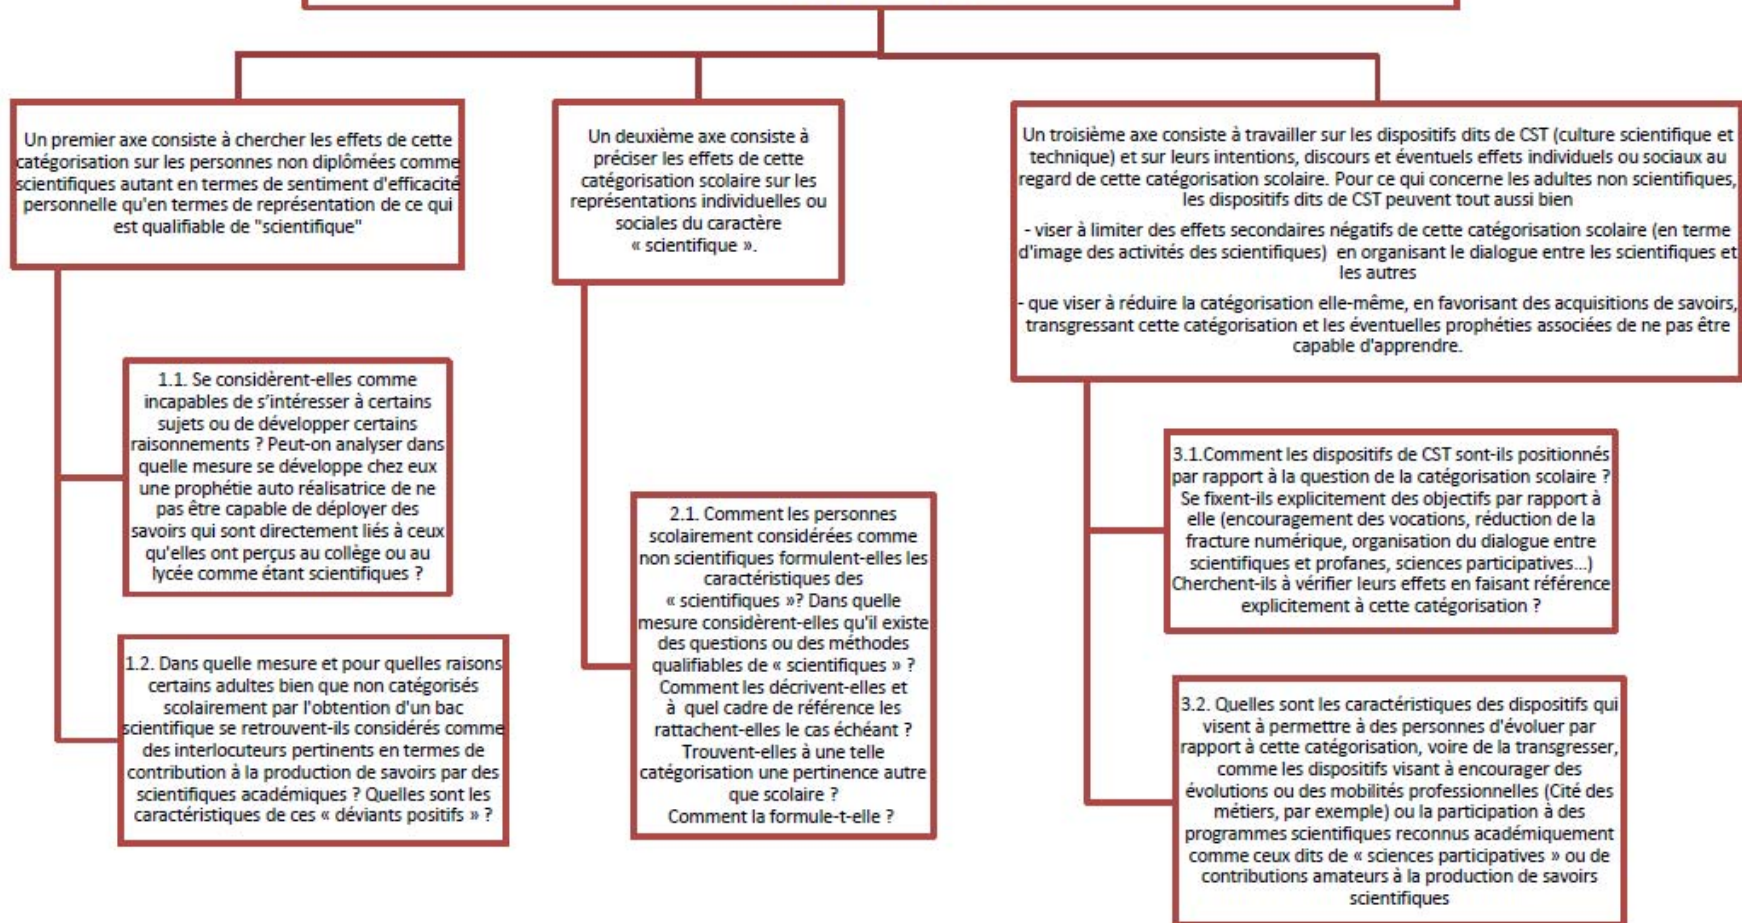 Un premier axe consiste à chercher les effets de cette
catégorisation sur les personnes non diplômées comme
scientifiques autant en termes de sentiment d'efficacité
personnelle qu'en termes de représentation de ce qui
est qualifiable de "scientifique"
1.1. Se considèrent-elles comme
incapables de s'intéresser à certains
sujets ou de développer certains
raisonnements ? Peut-on analyser dans
quelle mesure se développe chez eux
une prophétie auto réalisatrice de ne
pas être capable de déployer des
savoirs qui sont directement liés à ceux
qu'elles ont perçus au collège ou au
lycée comme étant scientifiques ?
1.2. Dans quelle mesure et pour quelles raisons
certains adultes bien que non catégorisés
scolairement par l'obtention d'un bac
scientifique se retrouvent-ils considérés comme
des interlocuteurs pertinents en termes de
contribution à la production de savoirs par des
scientifiques académiques ? Quelles sont les
caractéristiques de ces « déviants positifs » ?
Un deuxième axe consiste à
préciser les effets de cette
catégorisation scolaire sur les
représentations individuelles ou
sociales du caractère
« scientifique ».
2.1. Comment les personnes
scolairement considérées comme
non scientifiques formulent-elles les
caractéristiques des
« scientifiques »? Dans quelle
mesure considèrent-elles qu'il existe
des questions ou des méthodes
qualifiables de « scientifiques » ?
Comment les décrivent-elles et
à quel cadre de référence les
rattachent-elles le cas échéant ?
Trouvent-elles à une telle
catégorisation une pertinence autre
que scolaire ?
Comment la formule-t-elle ?
Un troisième axe consiste à travailler sur les dispositifs dits de CST (culture scientifique et
technique) et sur leurs intentions, discours et éventuels effets individuels ou sociaux au
regard de cette catégorisation scolaire. Pour ce qui concerne les adultes non scientifiques,
les dispositifs dits de CST peuvent tout aussi bien
- viser à limiter des effets secondaires négatifs de cette catégorisation scolaire (en terme
d'image des activités des scientifiques) en organisant le dialogue entre les scientifiques et
les autres
- que viser à réduire la catégorisation elle-même, en favorisant des acquisitions de savoirs,
transgressant cette catégorisation et les éventuelles prophéties associées de ne pas être
capable d'apprendre.
3.1.Comment les dispositifs de CST sont-ils positionnés
par rapport à la question de la catégorisation scolaire ?
Se fixent-ils explicitement des objectifs par rapport à
elle (encouragement des vocations, réduction de la
fracture numérique, organisation du dialogue entre
scientifiques et profanes, sciences participatives...)
Cherchent-ils à vérifier leurs effets en faisant référence
explicitement à cette catégorisation ?
3.2. Quelles sont les caractéristiques des dispositifs qui
visent à permettre à des personnes d'évoluer par
rapport à cette catégorisation, voire de la transgresser,
comme les dispositifs visant à encourager des
évolutions ou des mobilités professionnelles (Cité des
métiers, par exemple) ou la participation à des
programmes scientifiques reconnus académiquement
comme ceux dits de « sciences participatives » ou de
contributions amateurs à la production de savoirs
scientifiques